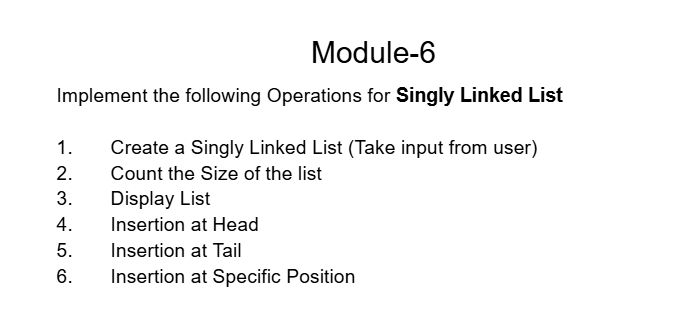 Module-6
Implement the following Operations for Singly Linked List
1. Create a Singly Linked List (Take input from user)
2. Count the Size of the list
3. Display List
4. Insertion at Head
5. Insertion at Tail
6. Insertion at Specific Position